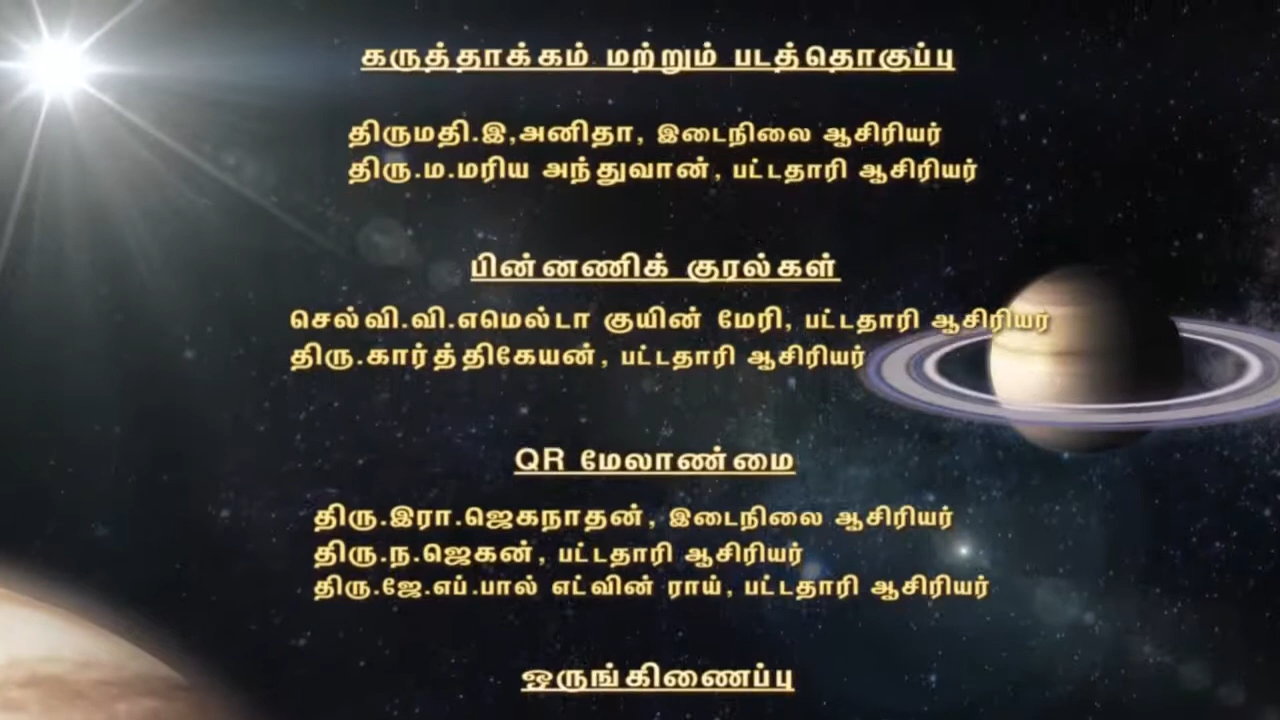 கருத்தாக்கம் மற்றும் படத்தொகுப்பு
திருமதி.இ,அனிதா, இடைநிலை ஆசிரியர்
திரு.ம.மரிய அந்துவான், பட்டதாரி ஆசிரியர்
பின்னணிக் குரல்கள்
செல்வி.வி.எமெல்டா குயின் மேரி, பட்டதாரி ஆசிரியர்
திரு.கார்த்திகேயன், பட்டதாரி ஆசிரியர்
QR மேலாண்மை
திரு.இரா.ஜெகநாதன், இடைநிலை ஆசிரியர்
திரு.ந.ஜெகன், பட்டதாரி ஆசிரியர்
திரு.ஜே.எப்.பால் எட்வின் ராய், பட்டதாரி ஆசிரியர்
ஒருங்கிணைப்பு